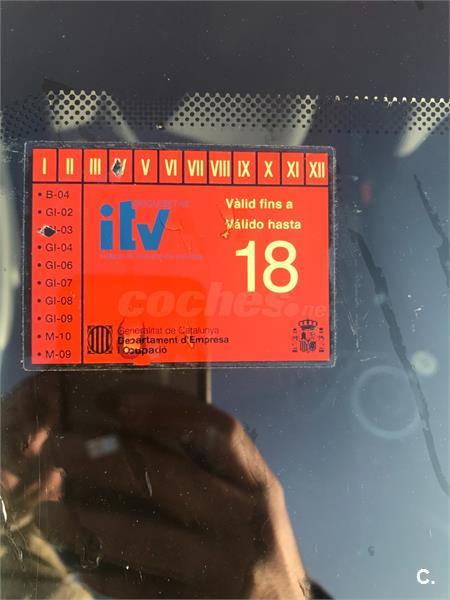 I II III IV V VI VII VIII IX X XI XII
• B-04
• GI-02
-03
• GI-04
• GI-06
• GI-07
• GI-08
• GI-09
• M-10
• M-09
itv
Vàlid fins a
Válido hasta
18
coches.net
Generalitat de Catalunya
Departament d'Empresa
i Ocupació
C.